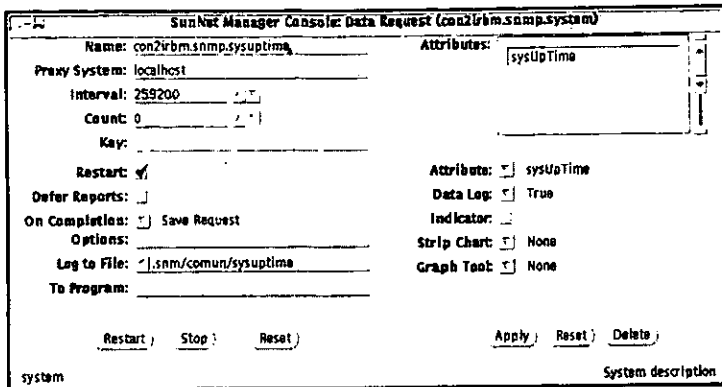 SunNet Manager Console: Data Request (con2irbm.snmp.system)
Name: con2irbm.snmp.sysuptime
Proxy System: localhost
Interval: 259200
Count: 0
Key:
Restart:
Defer Reports:
On Completion: Save Request
Options:
Log to File: .snm/comun/sysuptime
To Program:
Restart Stop Reset
system
Attributes:
sysUpTime
Attribute: sysUpTime
Data Log: True
Indicator:
Strip Chart: None
Graph Tool: None
Apply Reset Delete
System description